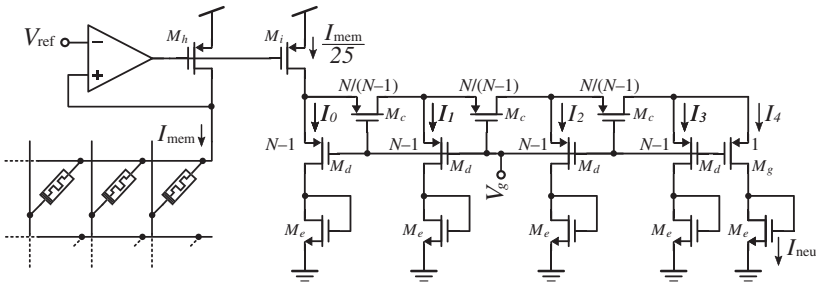 V_ref
−
+
M_h
M_i
I_mem/25
I_mem
N/(N−1)
N/(N−1)
N/(N−1)
I_0
M_c
I_1
M_c
I_2
M_c
I_3
I_4
N−1
N−1
N−1
N−1
1
M_d
M_d
M_d
M_d
M_g
V_g
M_e
M_e
M_e
M_e
M_e
I_neu